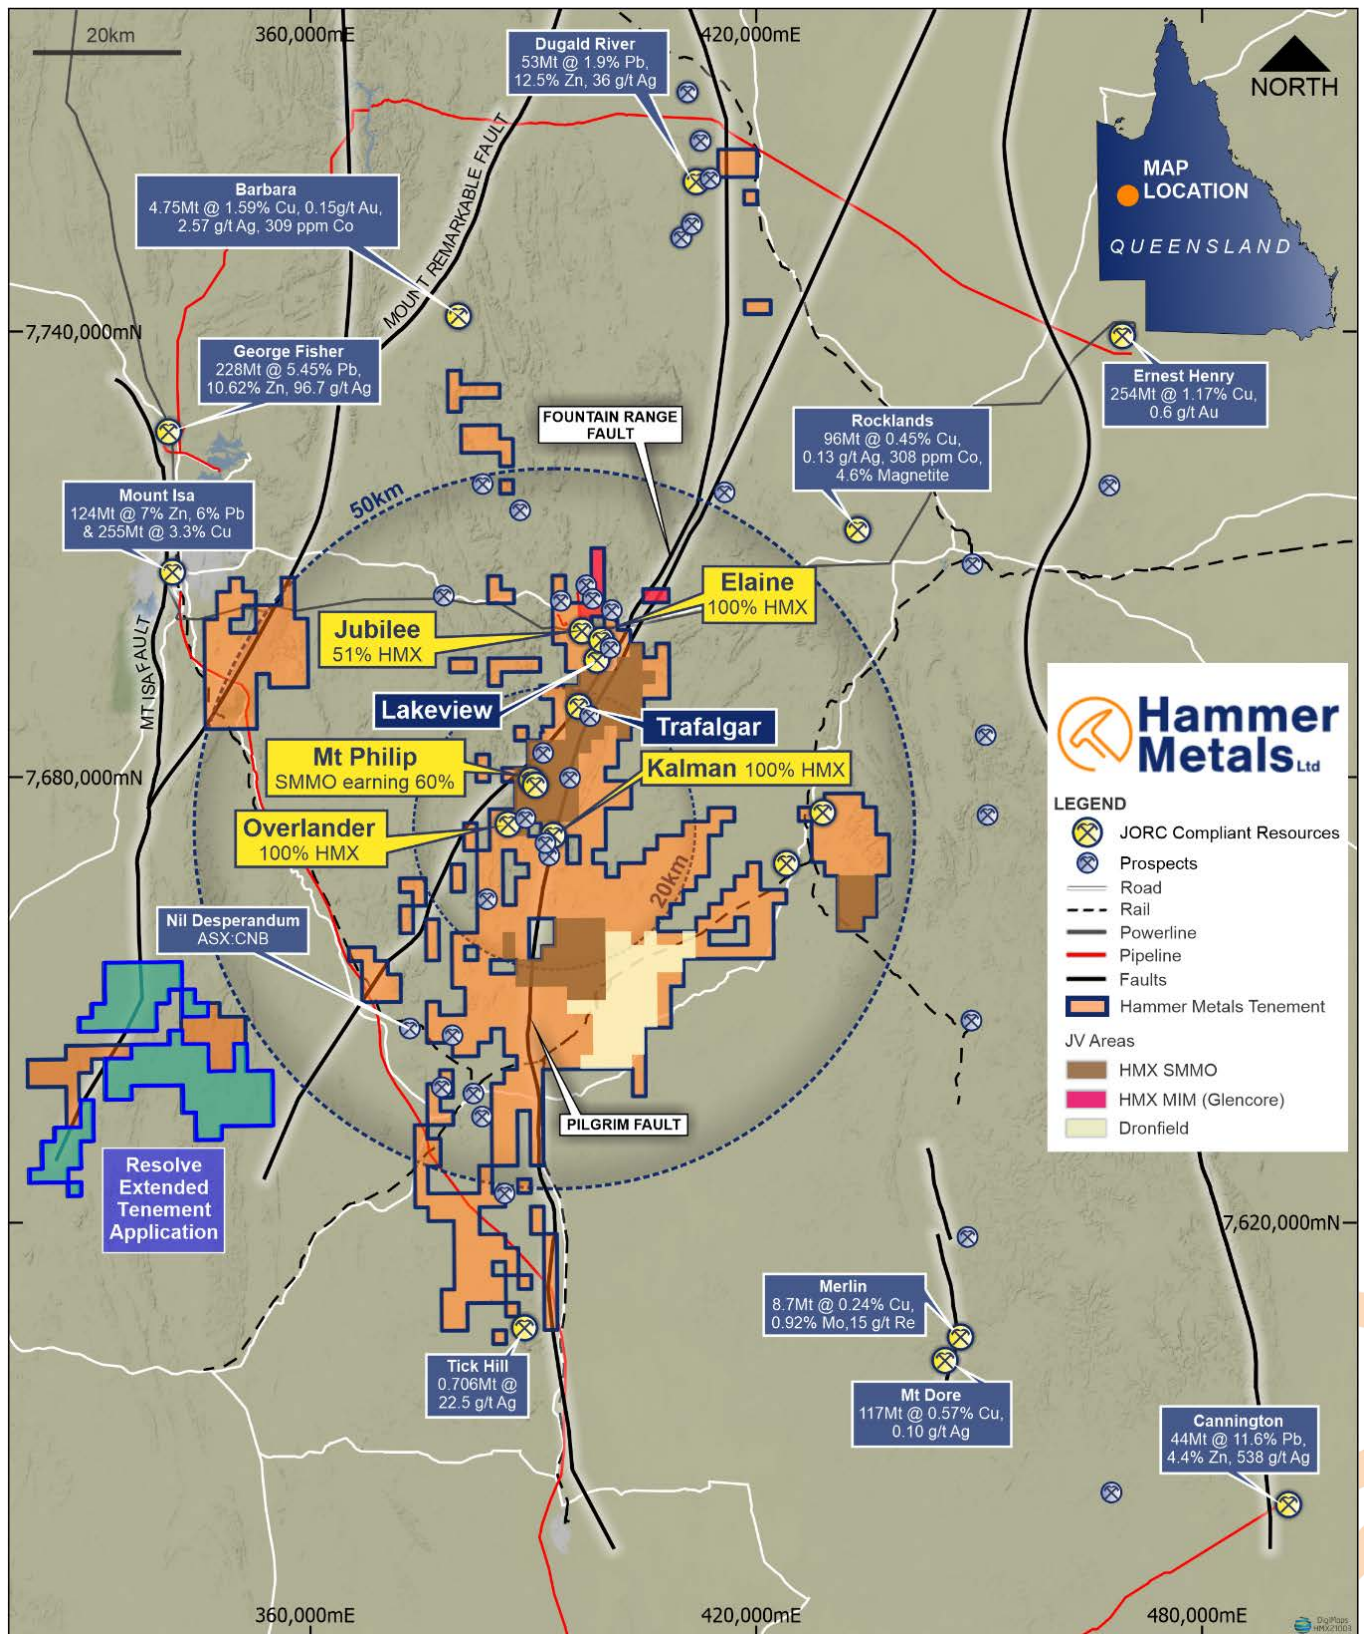 20km
360,000mE
420,000mE
Dugald River
53Mt @ 1.9% Pb,
12.5% Zn, 36 g/t Ag
NORTH
MAP
LOCATION
QUEENSLAND
Barbara
4.75Mt @ 1.59% Cu, 0.15g/t Au,
2.57 g/t Ag, 309 ppm Co
MOUNT REMARKABLE FAULT
7,740,000mN
George Fisher
228Mt @ 5.45% Pb,
10.62% Zn, 96.7 g/t Ag
Ernest Henry
254Mt @ 1.17% Cu,
0.6 g/t Au
FOUNTAIN RANGE
FAULT
Rocklands
96Mt @ 0.45% Cu,
0.13 g/t Ag, 308 ppm Co,
4.6% Magnetite
Mount Isa
124Mt @ 7% Zn, 6% Pb
& 255Mt @ 3.3% Cu
50km
Elaine
100% HMX
Jubilee
51% HMX
MT ISA FAULT
Lakeview
Trafalgar
Mt Philip
SMMO earning 60%
Kalman 100% HMX
7,680,000mN
Overlander
100% HMX
20km
Hammer
Metals Ltd
LEGEND
JORC Compliant Resources
Prospects
Road
Rail
Powerline
Pipeline
Faults
Hammer Metals Tenement
JV Areas
HMX SMMO
HMX MIM (Glencore)
Dronfield
Nil Desperandum
ASX:CNB
PILGRIM FAULT
Resolve
Extended
Tenement
Application
7,620,000mN
Merlin
8.7Mt @ 0.24% Cu,
0.92% Mo,15 g/t Re
Tick Hill
0.706Mt @
22.5 g/t Ag
Mt Dore
117Mt @ 0.57% Cu,
0.10 g/t Ag
Cannington
44Mt @ 11.6% Pb,
4.4% Zn, 538 g/t Ag
360,000mE
420,000mE
480,000mE
DigiMaps
HMX21003